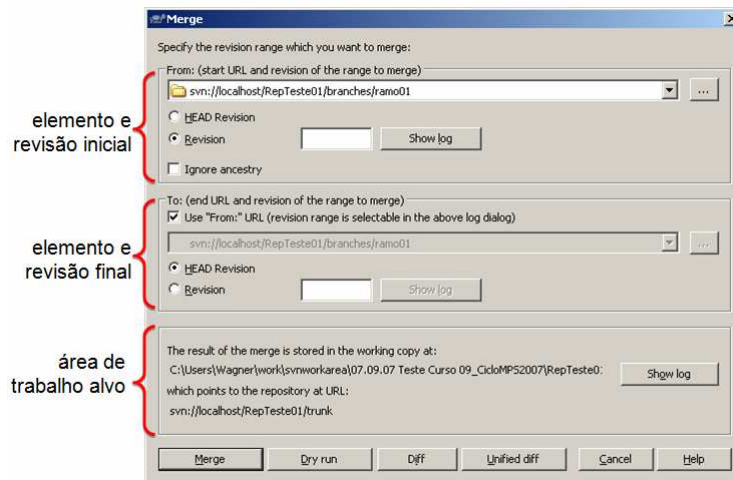 Merge
Specify the revision range which you want to merge:
From: (start URL and revision of the range to merge)
svn://localhost/RepTeste01/branches/ramo01
...
HEAD Revision
Revision
Show log
Ignore ancestry
elemento e
revisão inicial
To: (end URL and revision of the range to merge)
Use "From:" URL (revision range is selectable in the above log dialog)
svn://localhost/RepTeste01/branches/ramo01
...
HEAD Revision
Revision
Show log
elemento e
revisão final
The result of the merge is stored in the working copy at:
C:\Users\Wagner\work\svnworkarea\07.09.07 Teste Curso 09_CicloMPS2007\RepTeste0
Show log
which points to the repository at URL:
svn://localhost/RepTeste01/trunk
área de
trabalho alvo
Merge
Dry run
Diff
Unified diff
Cancel
Help